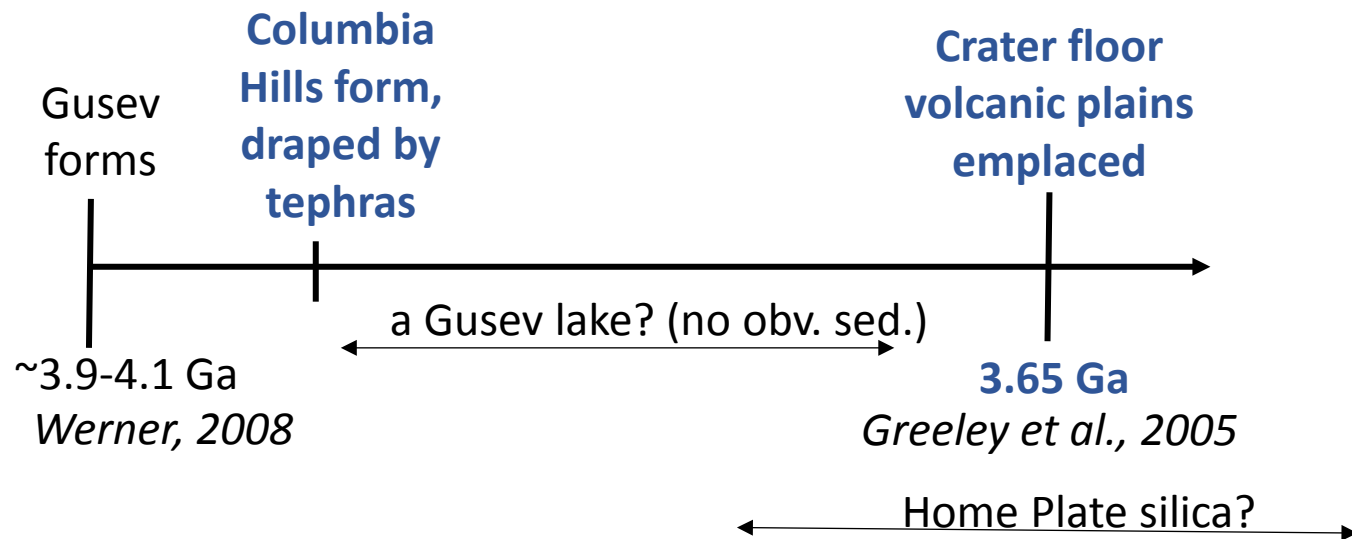 Gusev
forms
Columbia
Hills form,
draped by
tephras
Crater floor
volcanic plains
emplaced
a Gusev lake? (no obv. sed.)
~3.9-4.1 Ga
Werner, 2008
3.65 Ga
Greeley et al., 2005
Home Plate silica?